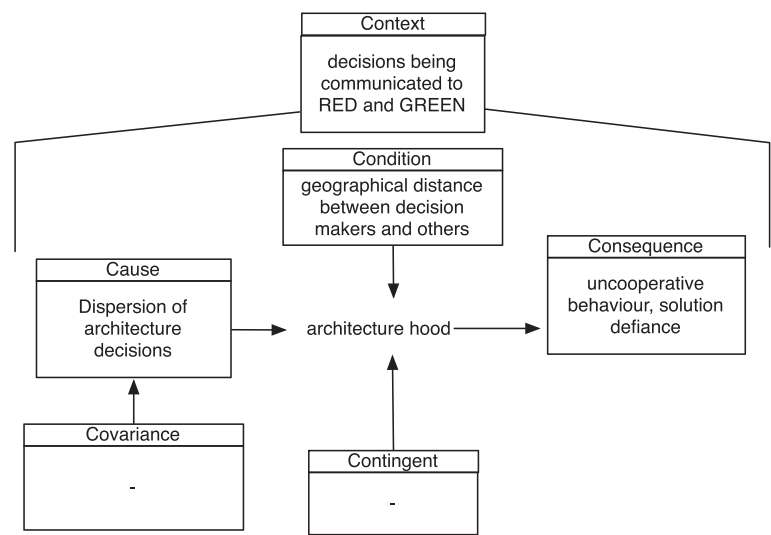 Context
decisions being
communicated to
RED and GREEN
Condition
geographical distance
between decision
makers and others
Consequence
uncooperative
behaviour, solution
defiance
Cause
Dispersion of
architecture
decisions
architecture hood
Covariance
-
Contingent
-